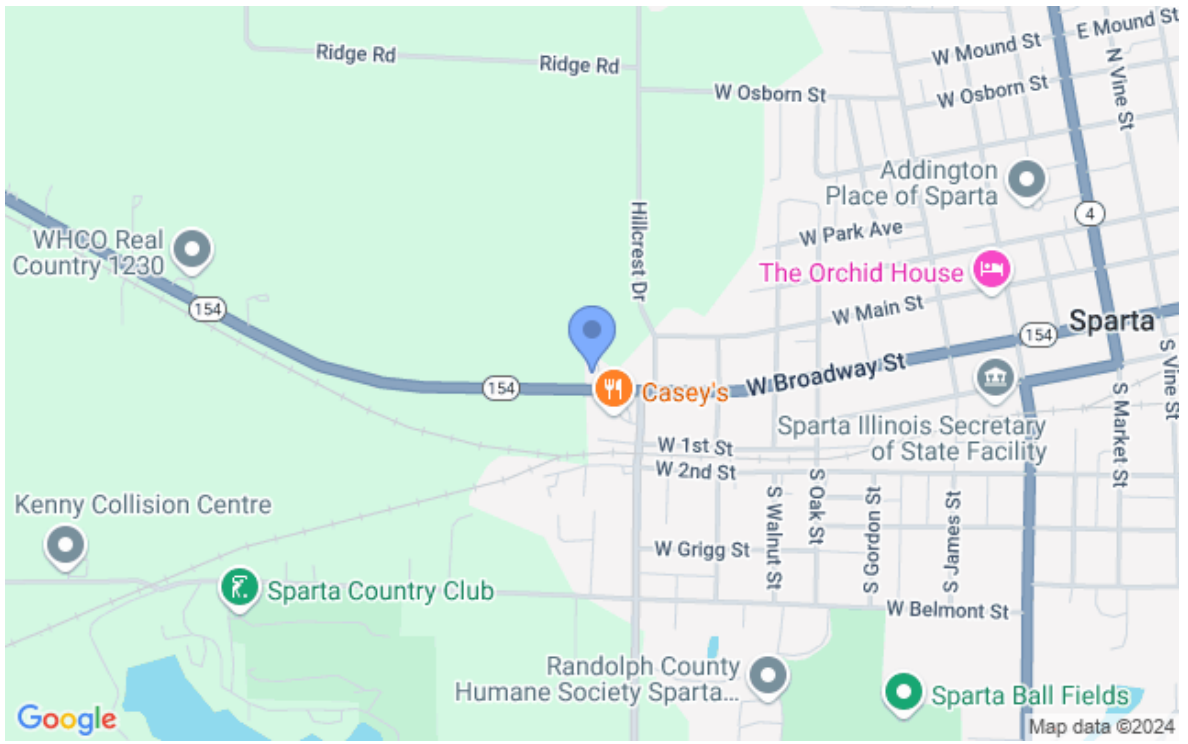 Ridge Rd
Ridge Rd
W Mound St
E Mound St
W Osborn St
W Osborn St
N Vine St
Addington
Place of Sparta
4
Hillcrest Dr
W Park Ave
WHCO Real
Country 1230
The Orchid House
154
W Main St
154
Sparta
W Broadway St
154
Casey's
S Vine St
S Market St
Sparta Illinois Secretary
of State Facility
W 1st St
W 2nd St
S Walnut St
S Oak St
S Gordon St
S James St
Kenny Collision Centre
W Grigg St
Sparta Country Club
W Belmont St
Randolph County
Humane Society Sparta...
Sparta Ball Fields
Google
Map data ©2024